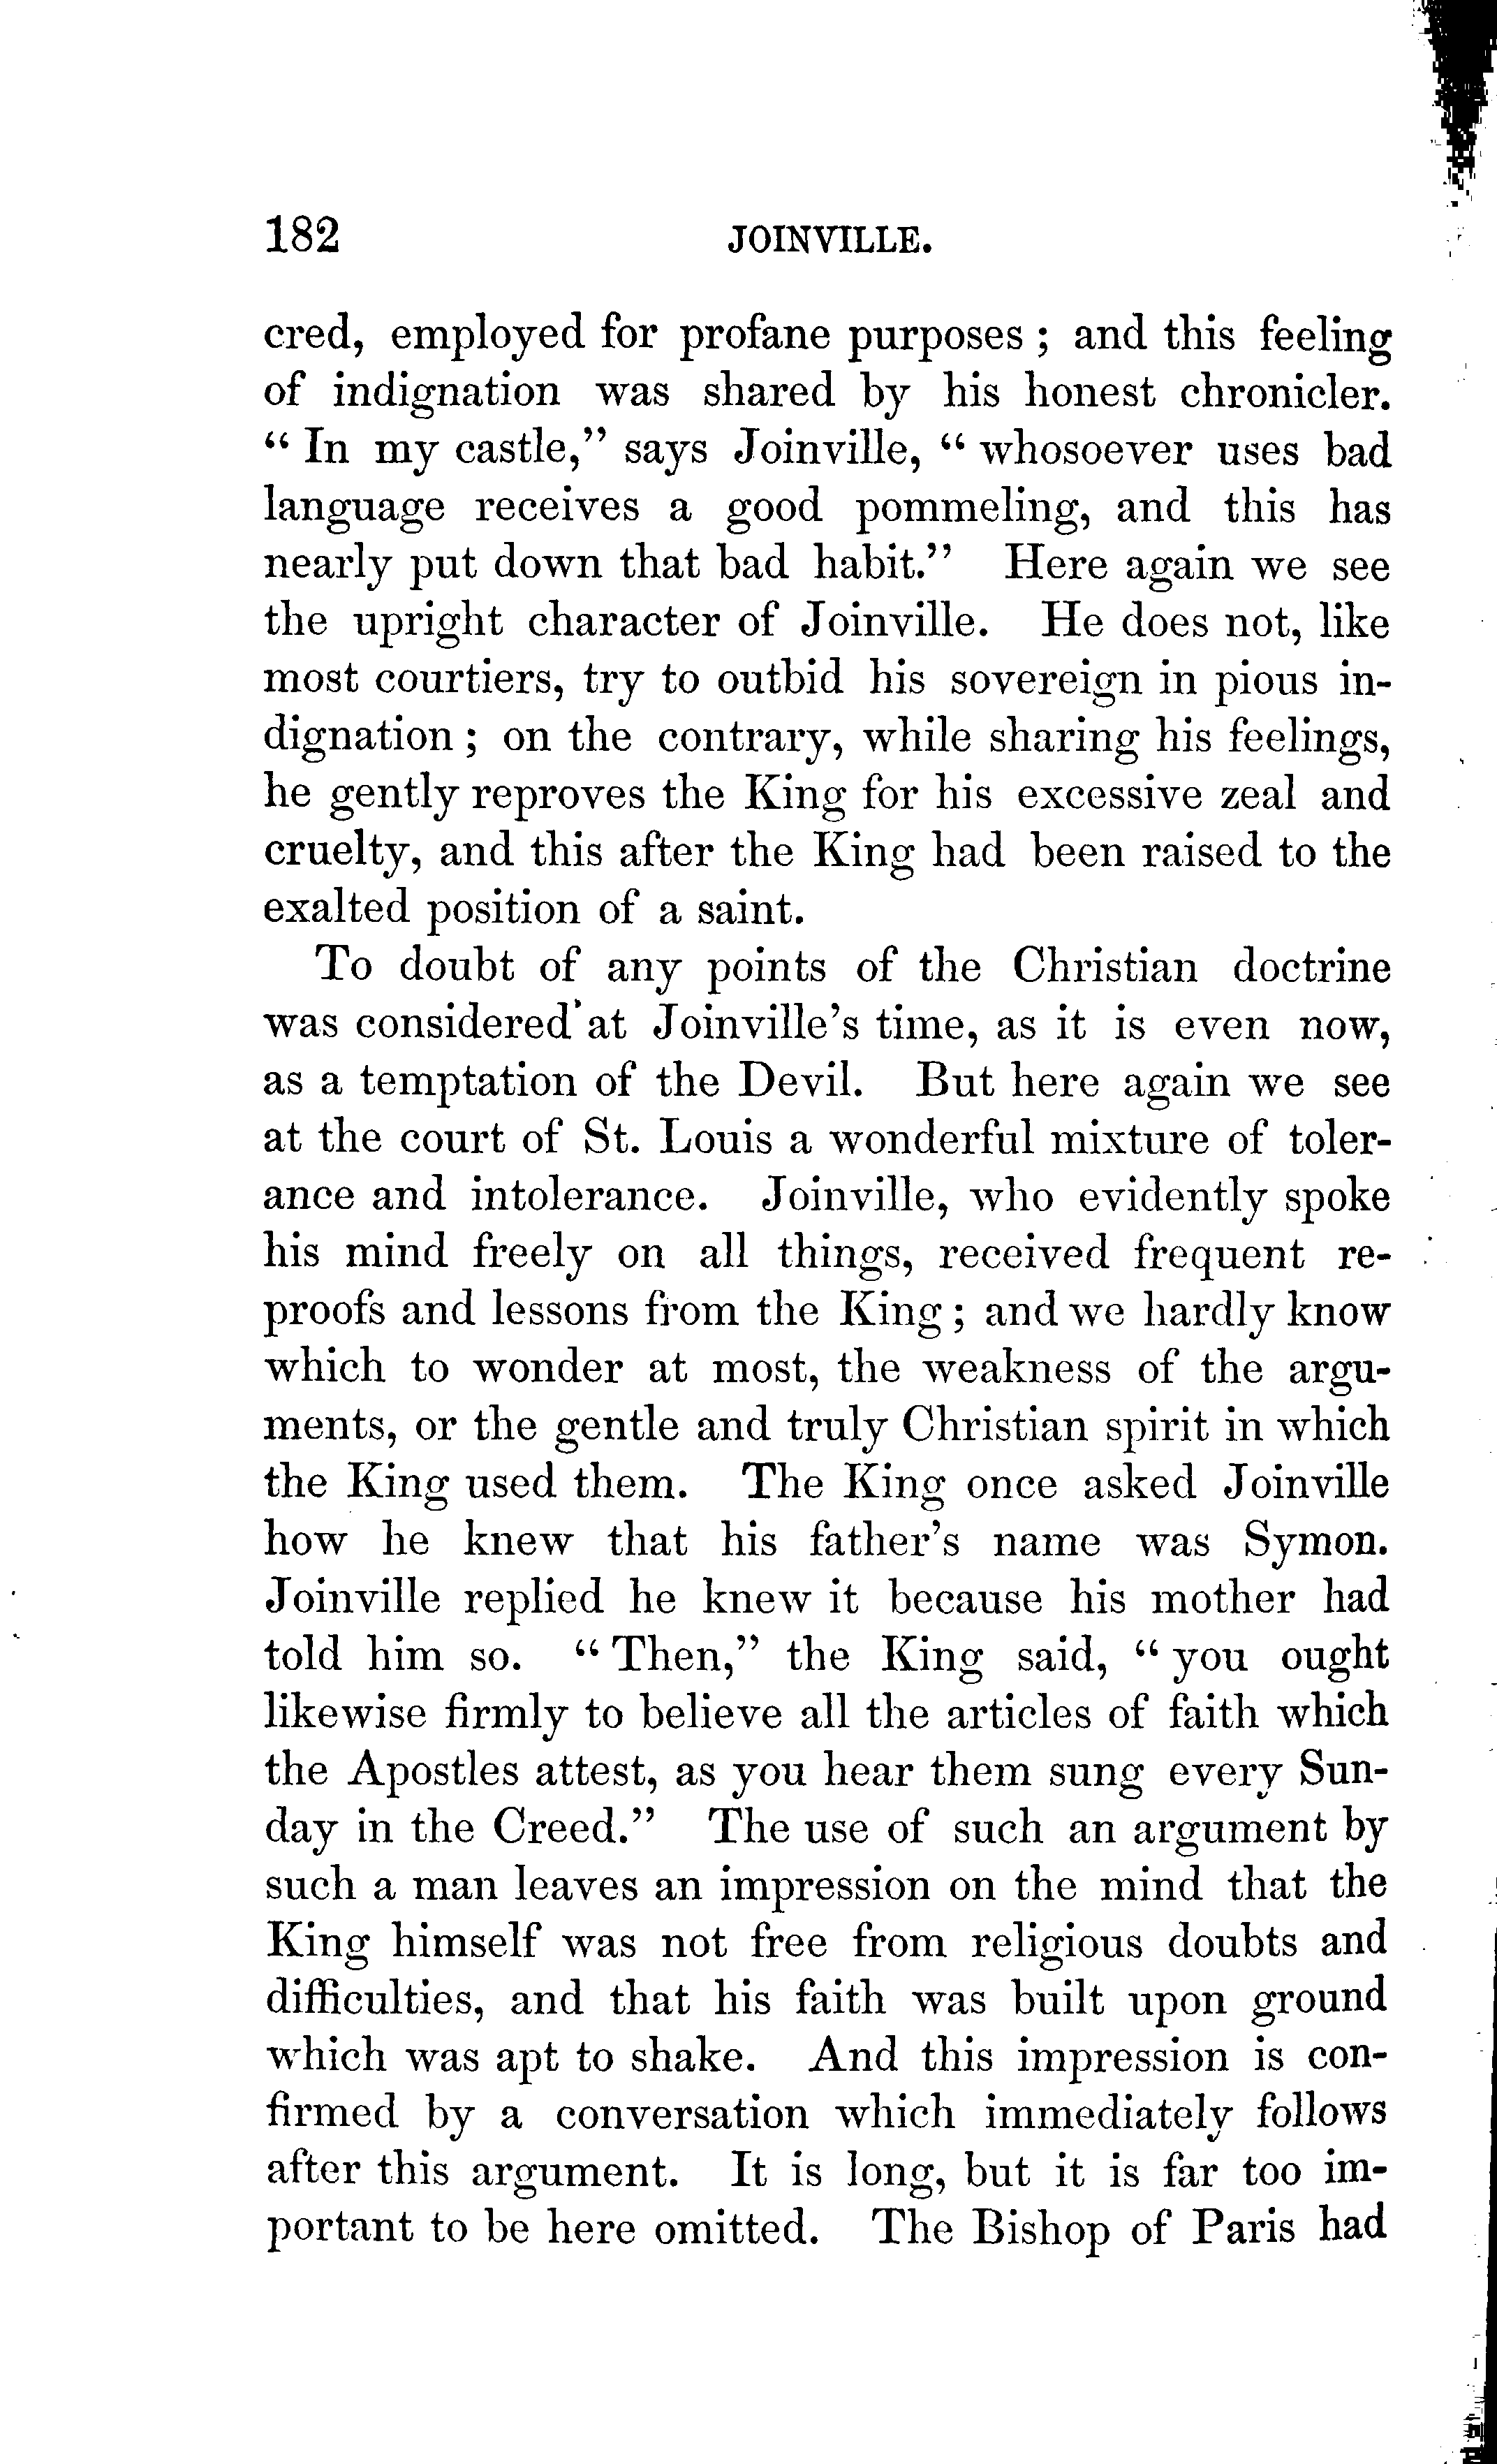 182 JOINVILLE.
cred, employed for profane purposes ; and this feeling
of indignation was shared by his honest chronicler.
“ In my castle,” says Joinville, “ whosoever uses bad
language receives a good pommeling, and this has
nearly put down that bad habit.” Here again we see
the upright character of Joinville. He does not, like
most courtiers, try to outbid his sovereign in pious in-
dignation ; on the contrary, while sharing his feelings,
he gently reproves the King for his excessive zeal and
cruelty, and this after the King had been raised to the
exalted position of a saint.
To doubt of any points of the Christian doctrine
was considered at Joinville’s time, as it is even now,
as a temptation of the Devil. But here again we see
at the court of St. Louis a wonderful mixture of toler-
ance and intolerance. Joinville, who evidently spoke
his mind freely on all things, received frequent re-
proofs and lessons from the King ; and we hardly know
which to wonder at most, the weakness of the argu-
ments, or the gentle and truly Christian spirit in which
the King used them. The King once asked Joinville
how he knew that his father’s name was Symon.
Joinville replied he knew it because his mother had
told him so. “ Then,” the King said, “ you ought
likewise firmly to believe all the articles of faith which
the Apostles attest, as you hear them sung every Sun-
day in the Creed.” The use of such an argument by
such a man leaves an impression on the mind that the
King himself was not free from religious doubts and
difficulties, and that his faith was built upon ground
which was apt to shake. And this impression is con-
firmed by a conversation which immediately follows
after this argument. It is long, but it is far too im-
portant to be here omitted. The Bishop of Paris had